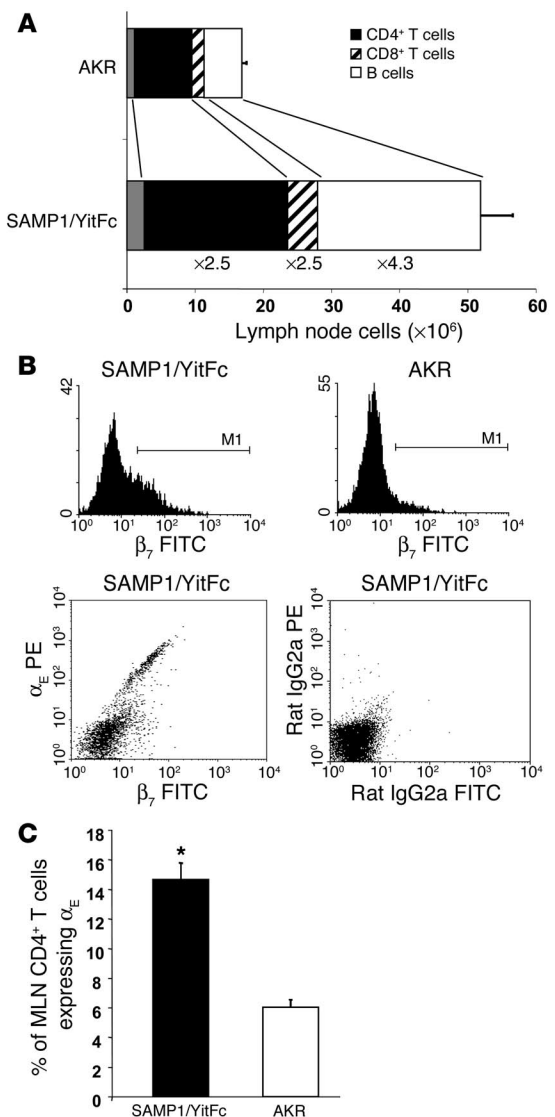 A
CD4⁺ T cells
CD8⁺ T cells
B cells
AKR
SAMP1/YitFc
×2.5 ×2.5 ×4.3
0 10 20 30 40 50 60
Lymph node cells (×10⁶)
B
SAMP1/YitFc
42
M1
0
10⁰ 10¹ 10² 10³ 10⁴
β₇ FITC
AKR
55
M1
0
10⁰ 10¹ 10² 10³ 10⁴
β₇ FITC
SAMP1/YitFc
αE PE
10⁴
10³
10²
10¹
10⁰
10⁰ 10¹ 10² 10³ 10⁴
β₇ FITC
SAMP1/YitFc
Rat IgG2a PE
10⁴
10³
10²
10¹
10⁰
10⁰ 10¹ 10² 10³ 10⁴
Rat IgG2a FITC
C
% of MLN CD4⁺ T cells
expressing αE
18
16
14
12
10
8
6
4
2
0
*
SAMP1/YitFc AKR